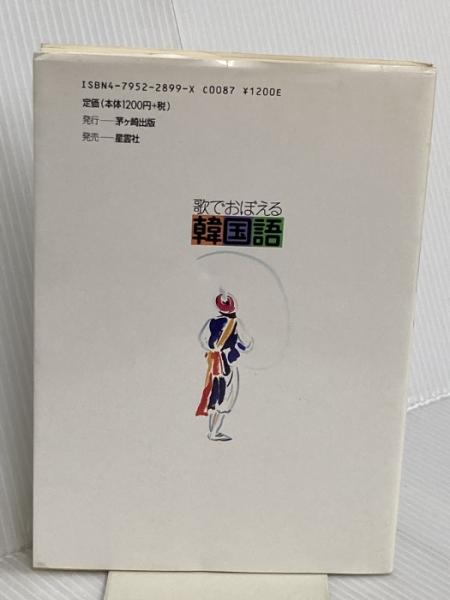 ISBN4-7952-2899-X C0087 ¥1200E
定価(本体1200円+税)
発行──茅ヶ崎出版
発売──星雲社
歌でおぼえる
韓国語